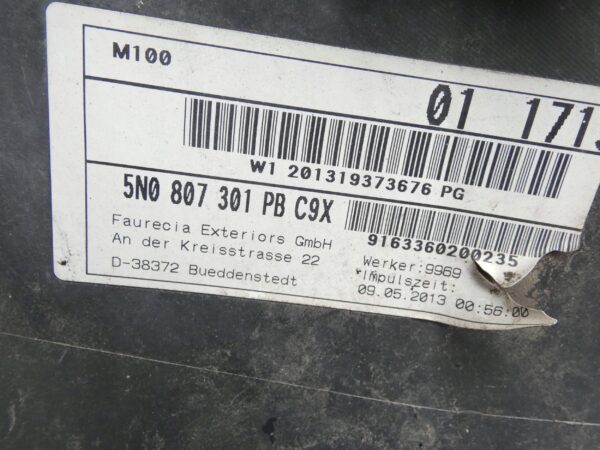 M100
01 1713
W1 201319373676 PG
5N0 807 301 PB C9X
9163360200235
Faurecia Exteriors GmbH
An der Kreisstrasse 22
D-38372 Bueddenstedt
Werker:9969
*Impulszeit:
09.05.2013 00:56:00